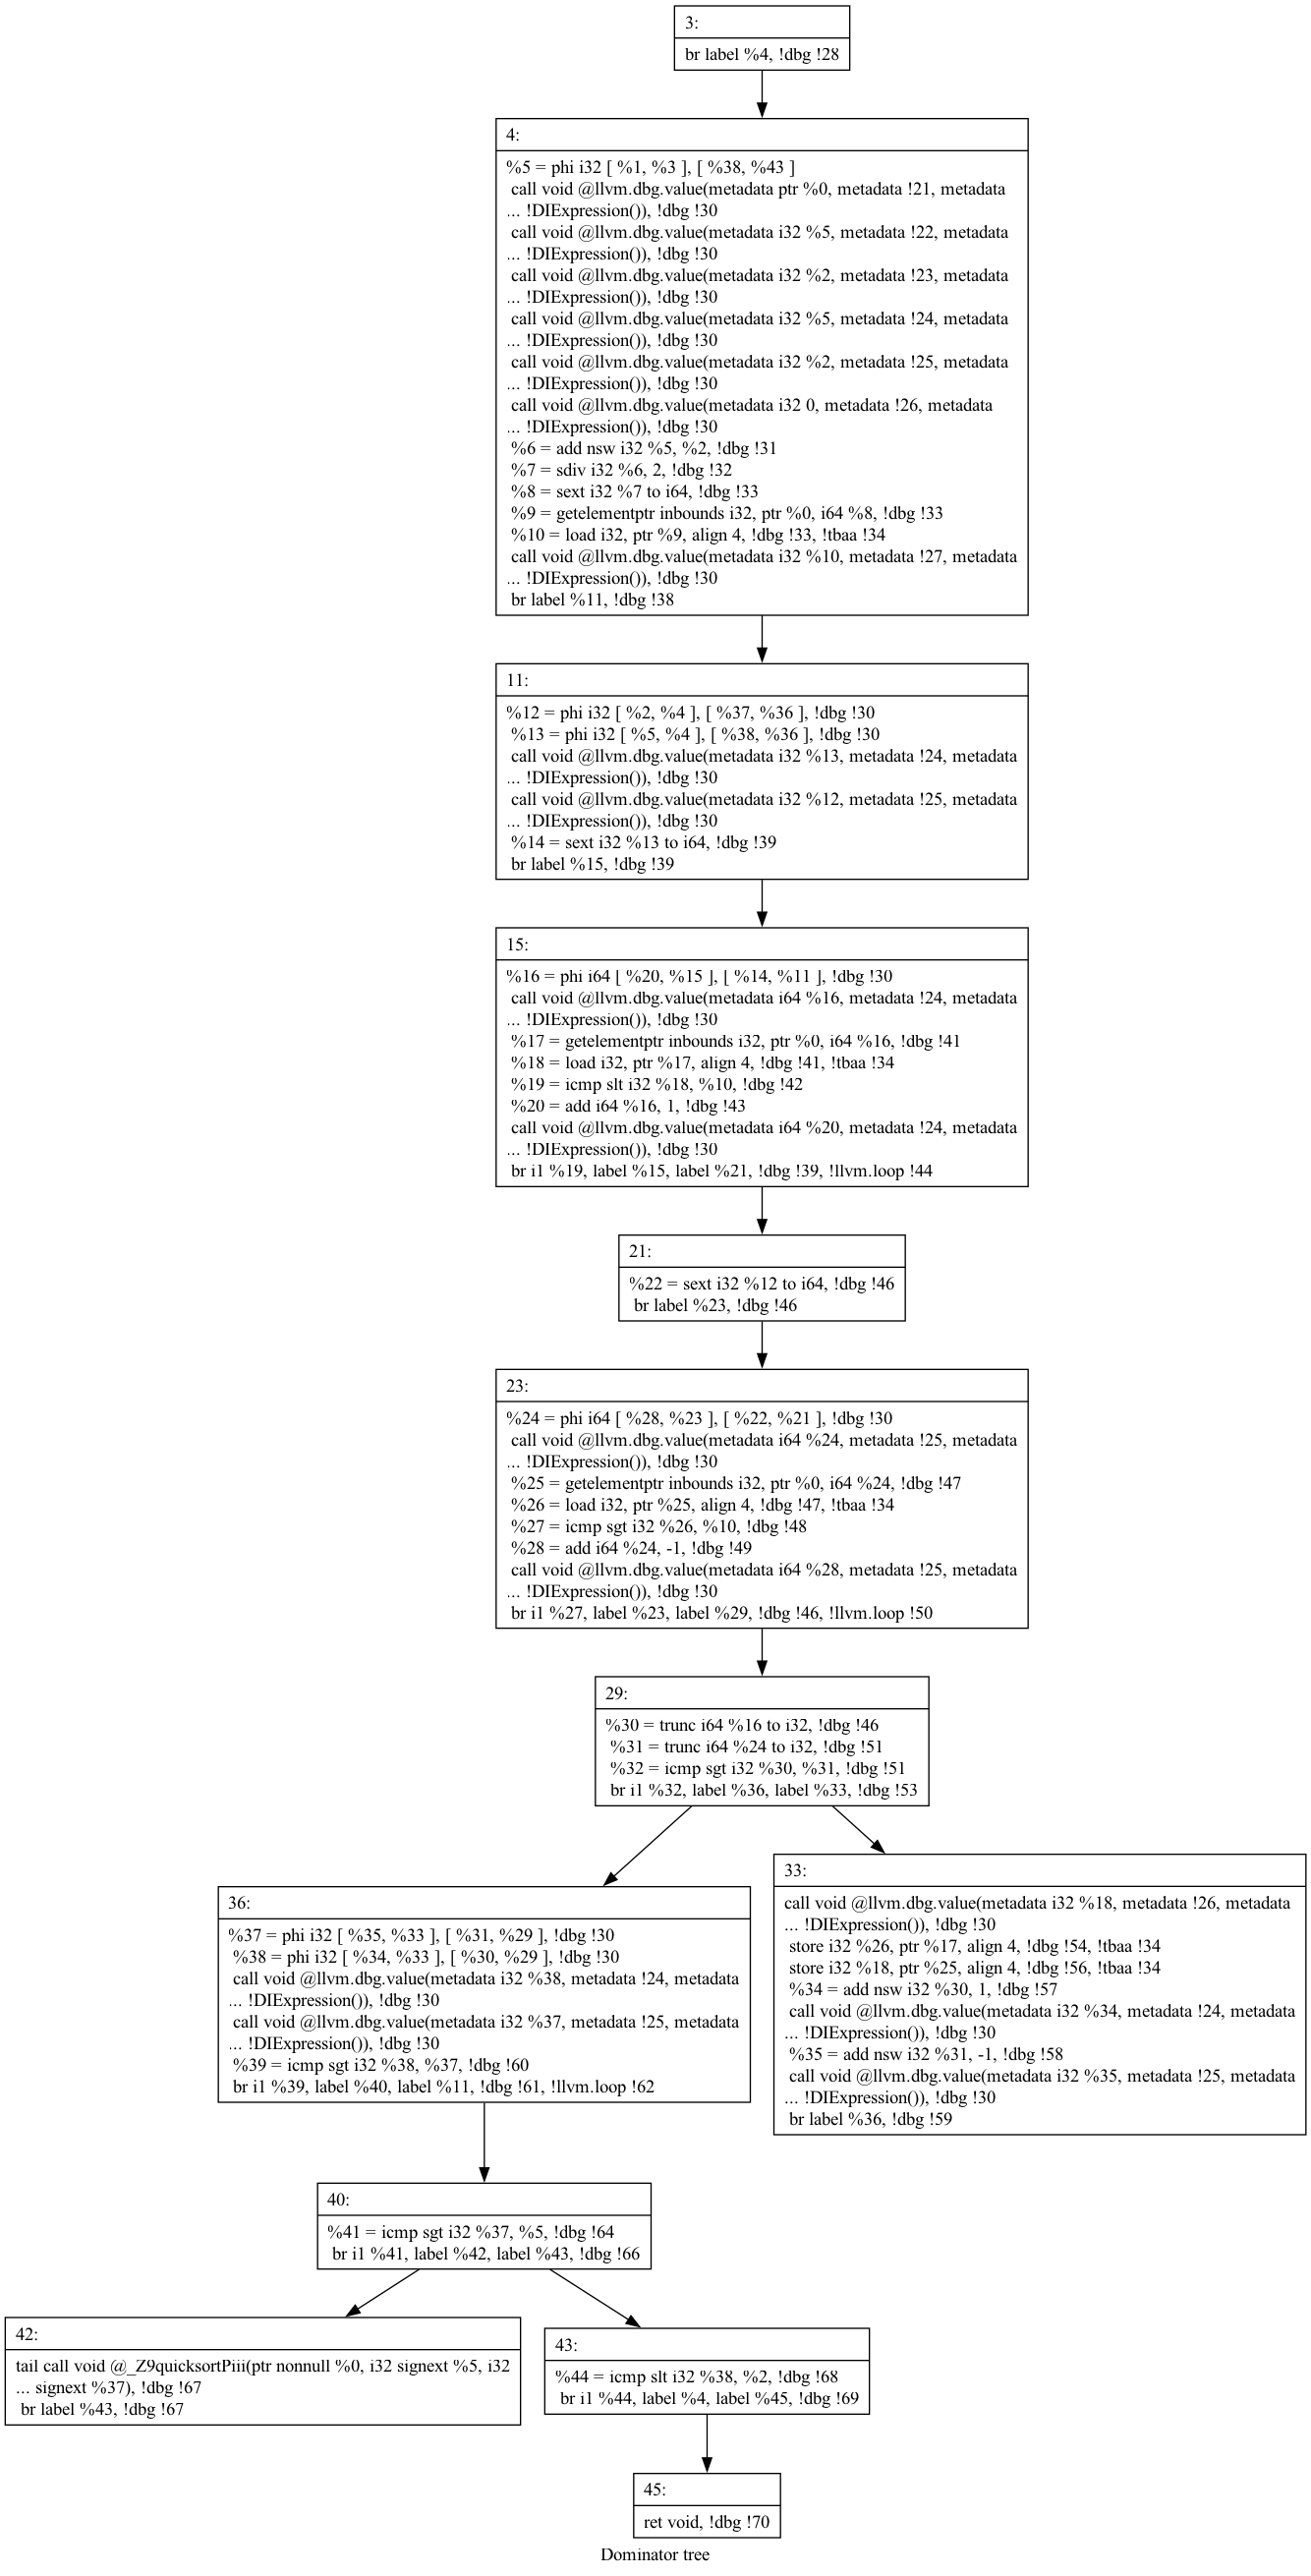 3:
br label %4, !dbg !28
4:
%5 = phi i32 [ %1, %3 ], [ %38, %43 ]
call void @llvm.dbg.value(metadata ptr %0, metadata !21, metadata
... !DIExpression()), !dbg !30
call void @llvm.dbg.value(metadata i32 %5, metadata !22, metadata
... !DIExpression()), !dbg !30
call void @llvm.dbg.value(metadata i32 %2, metadata !23, metadata
... !DIExpression()), !dbg !30
call void @llvm.dbg.value(metadata i32 %5, metadata !24, metadata
... !DIExpression()), !dbg !30
call void @llvm.dbg.value(metadata i32 %2, metadata !25, metadata
... !DIExpression()), !dbg !30
call void @llvm.dbg.value(metadata i32 0, metadata !26, metadata
... !DIExpression()), !dbg !30
%6 = add nsw i32 %5, %2, !dbg !31
%7 = sdiv i32 %6, 2, !dbg !32
%8 = sext i32 %7 to i64, !dbg !33
%9 = getelementptr inbounds i32, ptr %0, i64 %8, !dbg !33
%10 = load i32, ptr %9, align 4, !dbg !33, !tbaa !34
call void @llvm.dbg.value(metadata i32 %10, metadata !27, metadata
... !DIExpression()), !dbg !30
br label %11, !dbg !38
11:
%12 = phi i32 [ %2, %4 ], [ %37, %36 ], !dbg !30
%13 = phi i32 [ %5, %4 ], [ %38, %36 ], !dbg !30
call void @llvm.dbg.value(metadata i32 %13, metadata !24, metadata
... !DIExpression()), !dbg !30
call void @llvm.dbg.value(metadata i32 %12, metadata !25, metadata
... !DIExpression()), !dbg !30
%14 = sext i32 %13 to i64, !dbg !39
br label %15, !dbg !39
15:
%16 = phi i64 [ %20, %15 ], [ %14, %11 ], !dbg !30
call void @llvm.dbg.value(metadata i64 %16, metadata !24, metadata
... !DIExpression()), !dbg !30
%17 = getelementptr inbounds i32, ptr %0, i64 %16, !dbg !41
%18 = load i32, ptr %17, align 4, !dbg !41, !tbaa !34
%19 = icmp slt i32 %18, %10, !dbg !42
%20 = add i64 %16, 1, !dbg !43
call void @llvm.dbg.value(metadata i64 %20, metadata !24, metadata
... !DIExpression()), !dbg !30
br i1 %19, label %15, label %21, !dbg !39, !llvm.loop !44
21:
%22 = sext i32 %12 to i64, !dbg !46
br label %23, !dbg !46
23:
%24 = phi i64 [ %28, %23 ], [ %22, %21 ], !dbg !30
call void @llvm.dbg.value(metadata i64 %24, metadata !25, metadata
... !DIExpression()), !dbg !30
%25 = getelementptr inbounds i32, ptr %0, i64 %24, !dbg !47
%26 = load i32, ptr %25, align 4, !dbg !47, !tbaa !34
%27 = icmp sgt i32 %26, %10, !dbg !48
%28 = add i64 %24, -1, !dbg !49
call void @llvm.dbg.value(metadata i64 %28, metadata !25, metadata
... !DIExpression()), !dbg !30
br i1 %27, label %23, label %29, !dbg !46, !llvm.loop !50
29:
%30 = trunc i64 %16 to i32, !dbg !46
%31 = trunc i64 %24 to i32, !dbg !51
%32 = icmp sgt i32 %30, %31, !dbg !51
br i1 %32, label %36, label %33, !dbg !53
36:
%37 = phi i32 [ %35, %33 ], [ %31, %29 ], !dbg !30
%38 = phi i32 [ %34, %33 ], [ %30, %29 ], !dbg !30
call void @llvm.dbg.value(metadata i32 %38, metadata !24, metadata
... !DIExpression()), !dbg !30
call void @llvm.dbg.value(metadata i32 %37, metadata !25, metadata
... !DIExpression()), !dbg !30
%39 = icmp sgt i32 %38, %37, !dbg !60
br i1 %39, label %40, label %11, !dbg !61, !llvm.loop !62
33:
call void @llvm.dbg.value(metadata i32 %18, metadata !26, metadata
... !DIExpression()), !dbg !30
store i32 %26, ptr %17, align 4, !dbg !54, !tbaa !34
store i32 %18, ptr %25, align 4, !dbg !56, !tbaa !34
%34 = add nsw i32 %30, 1, !dbg !57
call void @llvm.dbg.value(metadata i32 %34, metadata !24, metadata
... !DIExpression()), !dbg !30
%35 = add nsw i32 %31, -1, !dbg !58
call void @llvm.dbg.value(metadata i32 %35, metadata !25, metadata
... !DIExpression()), !dbg !30
br label %36, !dbg !59
40:
%41 = icmp sgt i32 %37, %5, !dbg !64
br i1 %41, label %42, label %43, !dbg !66
42:
tail call void @_Z9quicksortPiii(ptr nonnull %0, i32 signext %5, i32
... signext %37), !dbg !67
br label %43, !dbg !67
43:
%44 = icmp slt i32 %38, %2, !dbg !68
br i1 %44, label %4, label %45, !dbg !69
45:
ret void, !dbg !70
Dominator tree